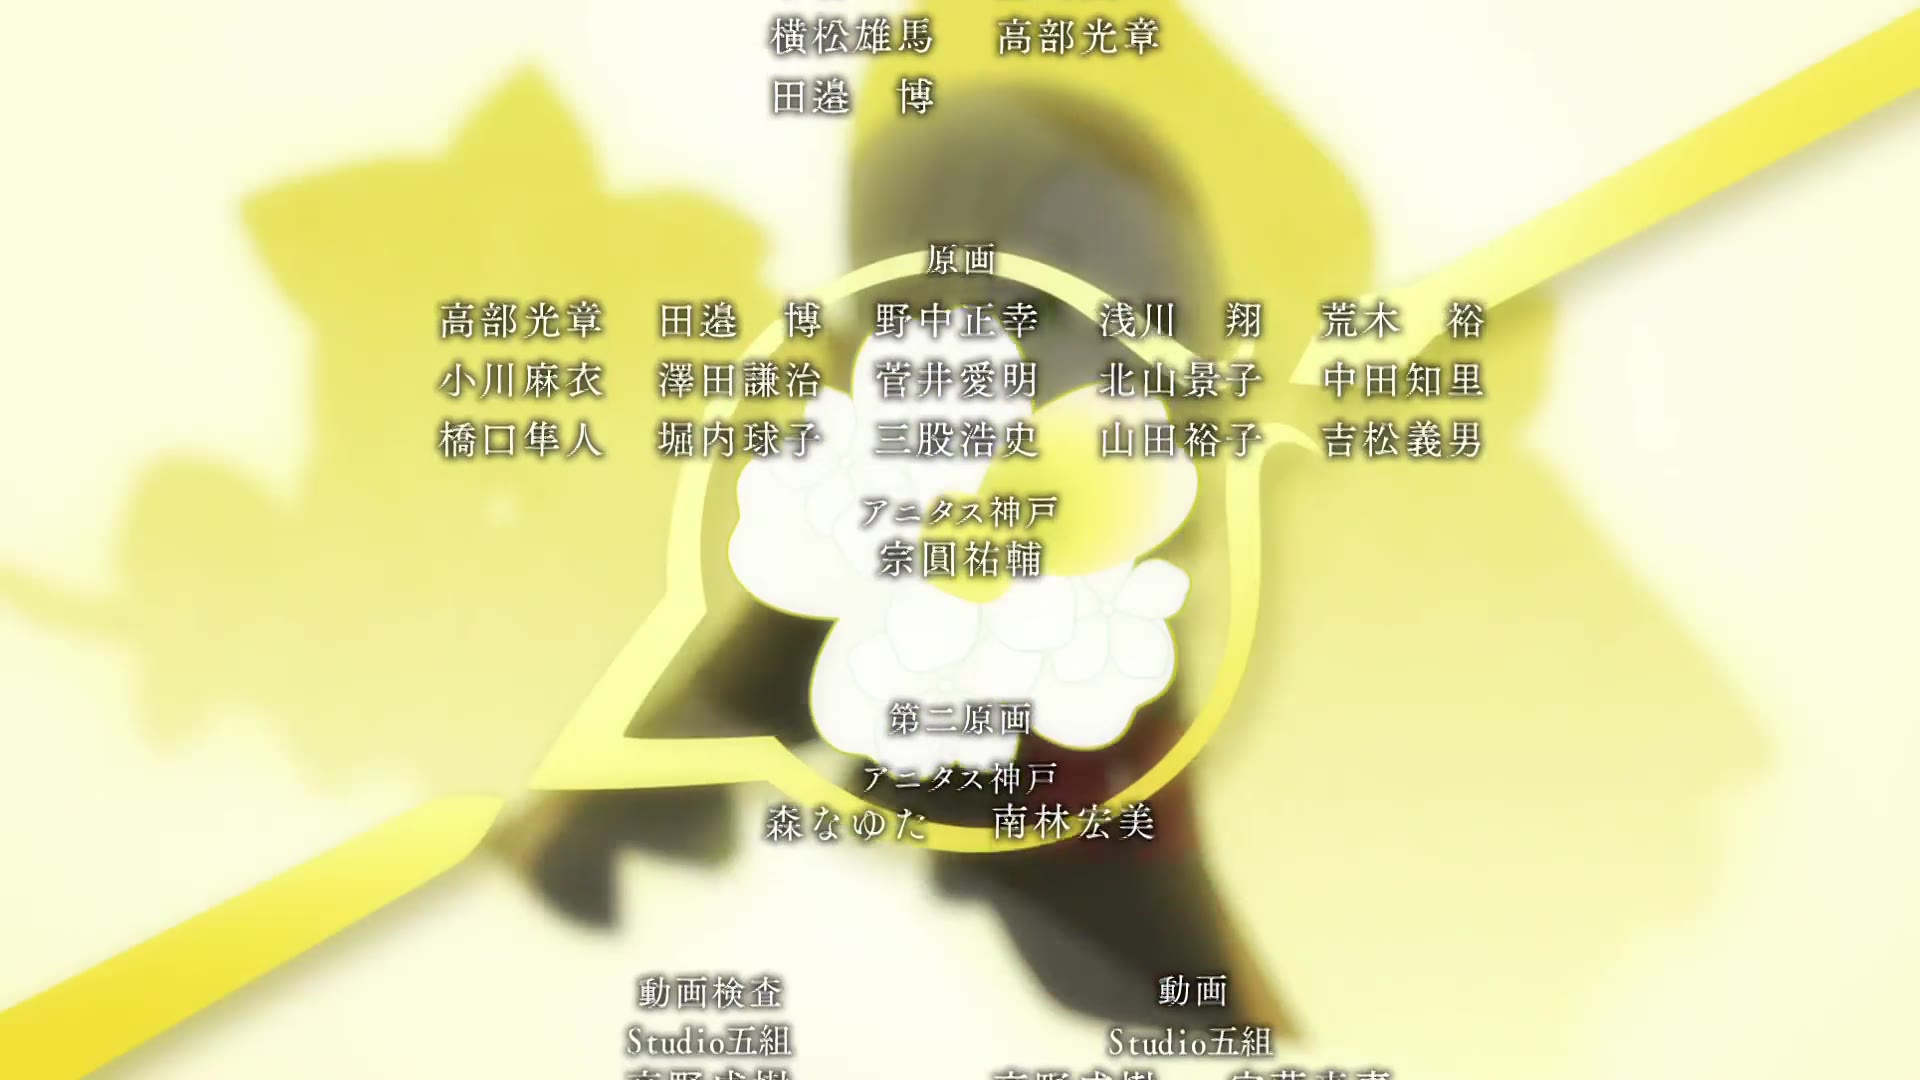 横松雄馬　高部光章
田邉　博
原画
高部光章　田邉　博　野中正幸　浅川　翔　荒木　裕
小川麻衣　澤田謙治　菅井愛明　北山景子　中田知里
橋口隼人　堀内球子　三股浩史　山田裕子　吉松義男
アニタス神戸
宗圓祐輔
第二原画
アニタス神戸
森なゆた　南林宏美
動画検査　動画
Studio五組　Studio五組